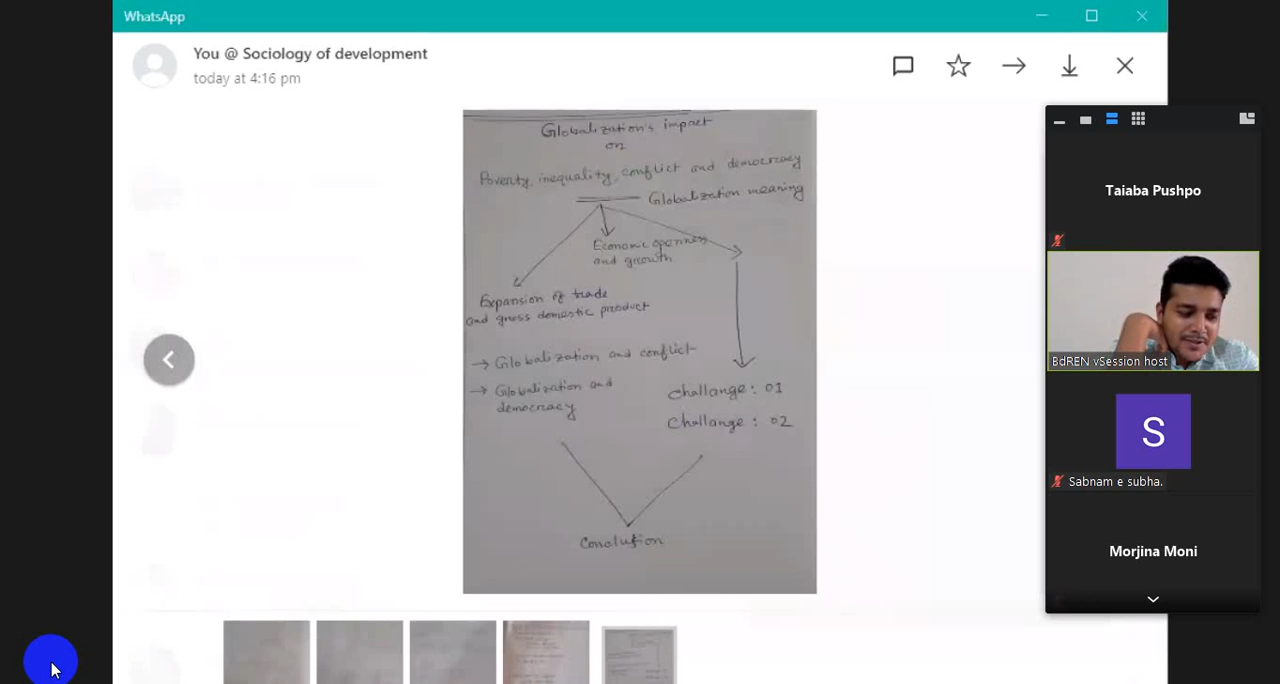 WhatsApp
You @ Sociology of development
today at 4:16 pm
Globalization's impact
on
Poverty, inequality, conflict and democracy
Globalization meaning
Economic openness
and growth
Expansion of trade
and gross domestic product
→ Globalization and conflict
→ Globalization and
democracy
challange: 01
challange: 02
Conclution
Taiaba Pushpo
BdREN vSession host
S
Sabnam e subha.
Morjina Moni